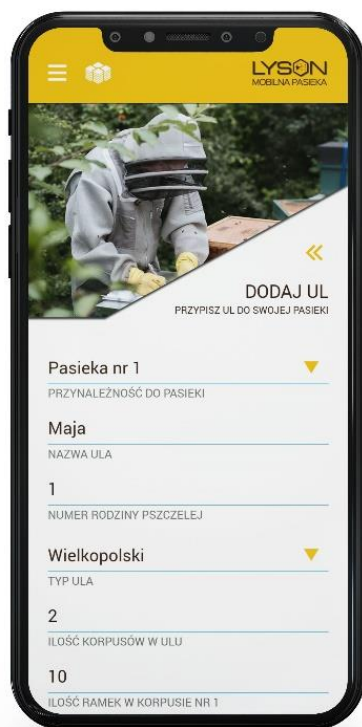 LYSON
MOBILNA PASIEKA
DODAJ UL
PRZYPISZ UL DO SWOJEJ PASIEKI
Pasieka nr 1
PRZYNALEŻNOŚĆ DO PASIEKI
Maja
NAZWA ULA
1
NUMER RODZINY PSZCZELEJ
Wielkopolski
TYP ULA
2
ILOŚĆ KORPUSÓW W ULU
10
ILOŚĆ RAMEK W KORPUSIE NR 1